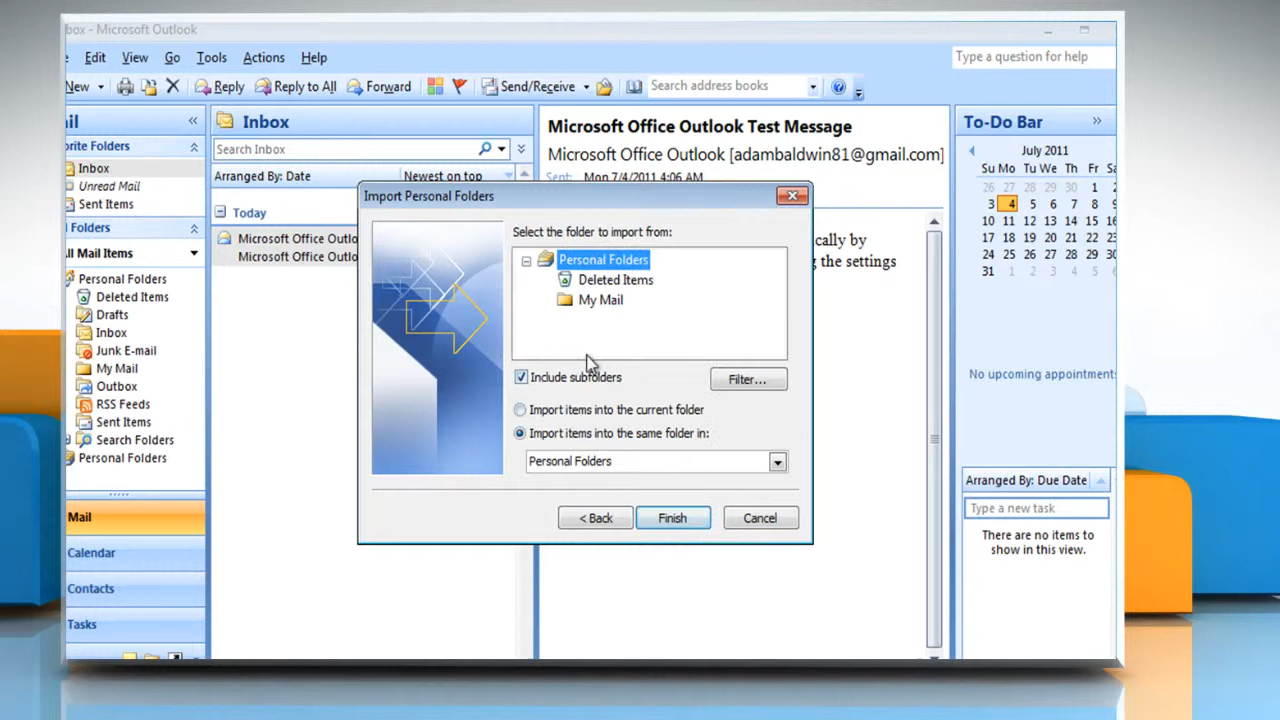 box - Microsoft Outlook
Edit View Go Tools Actions Help
Type a question for help
New Reply Reply to All Forward Send/Receive Search address books
ail
Inbox
Microsoft Office Outlook Test Message
To-Do Bar
orite Folders
Search Inbox
Microsoft Office Outlook [adambaldwin81@gmail.com]
July 2011
Inbox
Arranged By: Date Newest on top
Sent: Mon 7/4/2011 4:06 AM
Su Mo Tu We Th Fr Sa
Unread Mail
26 27 28 29 30 1 2
Sent Items
3 4 5 6 7 8 9
Today
10 11 12 13 14 15 16
l Folders
17 18 19 20 21 22 23
Microsoft Office Outlo
cally by
24 25 26 27 28 29 30
All Mail Items
Microsoft Office Outlo
g the settings
31
Personal Folders
Deleted Items
Drafts
Inbox
Junk E-mail
My Mail
Outbox
RSS Feeds
Sent Items
Search Folders
Personal Folders
Mail
Calendar
Contacts
Tasks
Import Personal Folders
Select the folder to import from:
Personal Folders
Deleted Items
My Mail
Include subfolders
Filter...
Import items into the current folder
Import items into the same folder in:
Personal Folders
< Back Finish Cancel
No upcoming appointments
Arranged By: Due Date
Type a new task
There are no items to
show in this view.